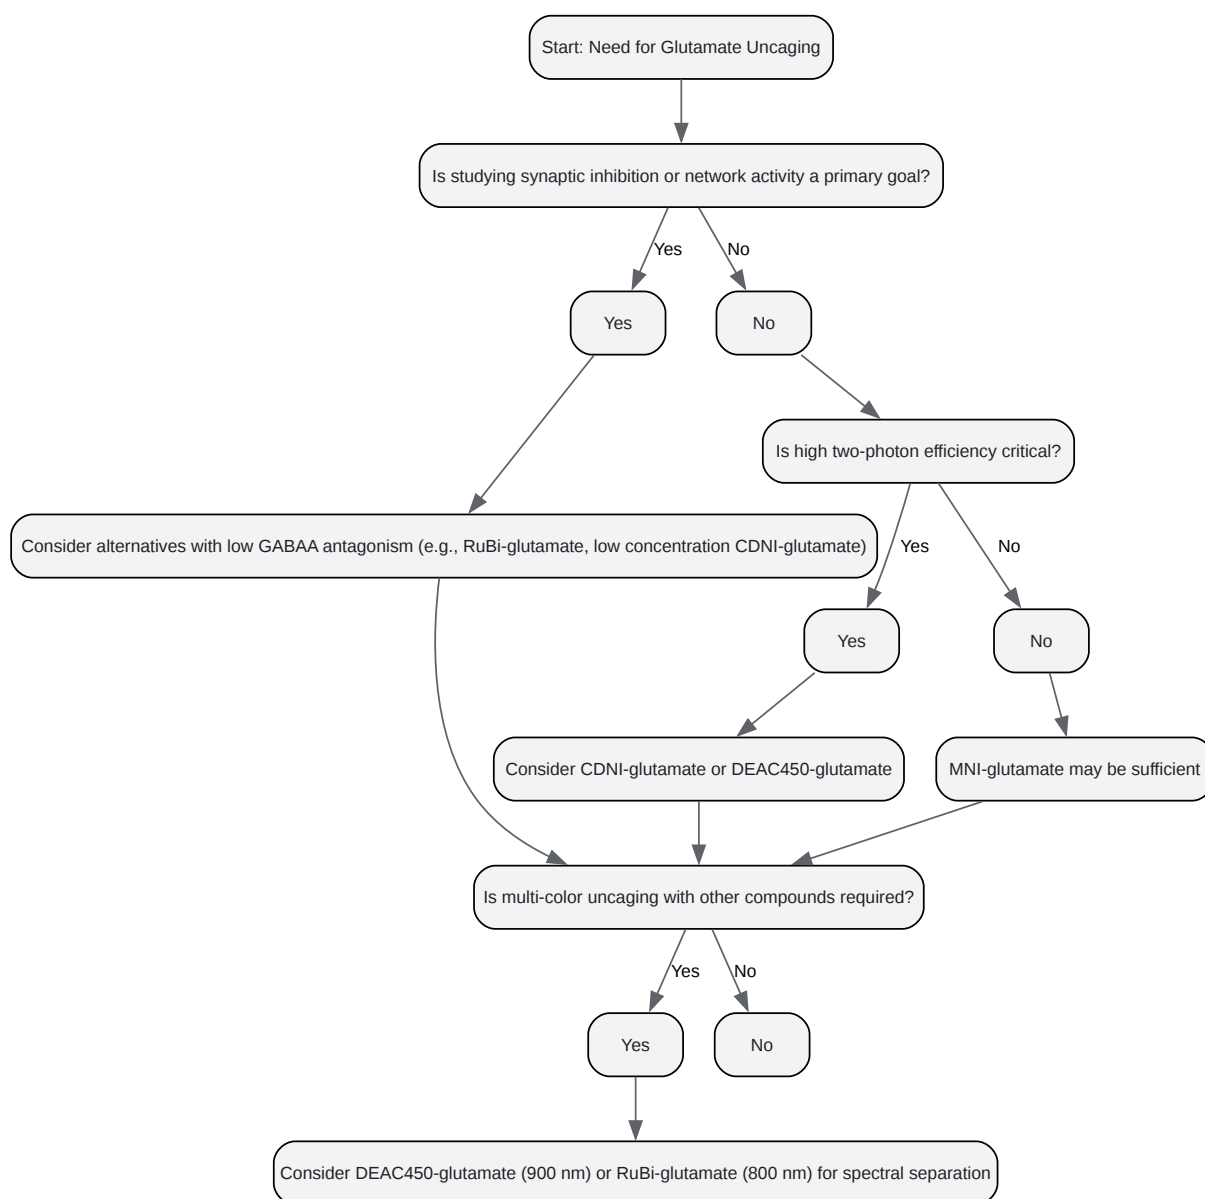 Start: Need for Glutamate Uncaging
Is studying synaptic inhibition or network activity a primary goal?
Yes
No
Yes
No
Is high two-photon efficiency critical?
Consider alternatives with low GABAA antagonism (e.g., RuBi-glutamate, low concentration CDNI-glutamate)
Yes
No
Yes
No
Consider CDNI-glutamate or DEAC450-glutamate
MNI-glutamate may be sufficient
Is multi-color uncaging with other compounds required?
Yes
No
Yes
No
Consider DEAC450-glutamate (900 nm) or RuBi-glutamate (800 nm) for spectral separation